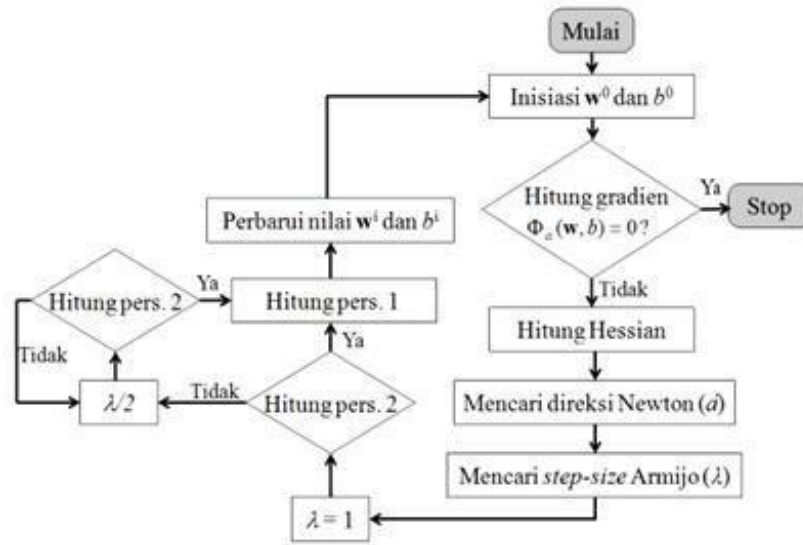 Mulai
Inisiasi w⁰ dan b⁰
Hitung gradien
Φₐ(w, b) = 0?
Ya
Stop
Tidak
Hitung Hessian
Mencari direksi Newton (d)
Mencari step-size Armijo (λ)
λ = 1
Hitung pers. 2
Ya
Tidak
λ/2
Hitung pers. 2
Tidak
Ya
Hitung pers. 1
Perbarui nilai wⁱ dan bⁱ